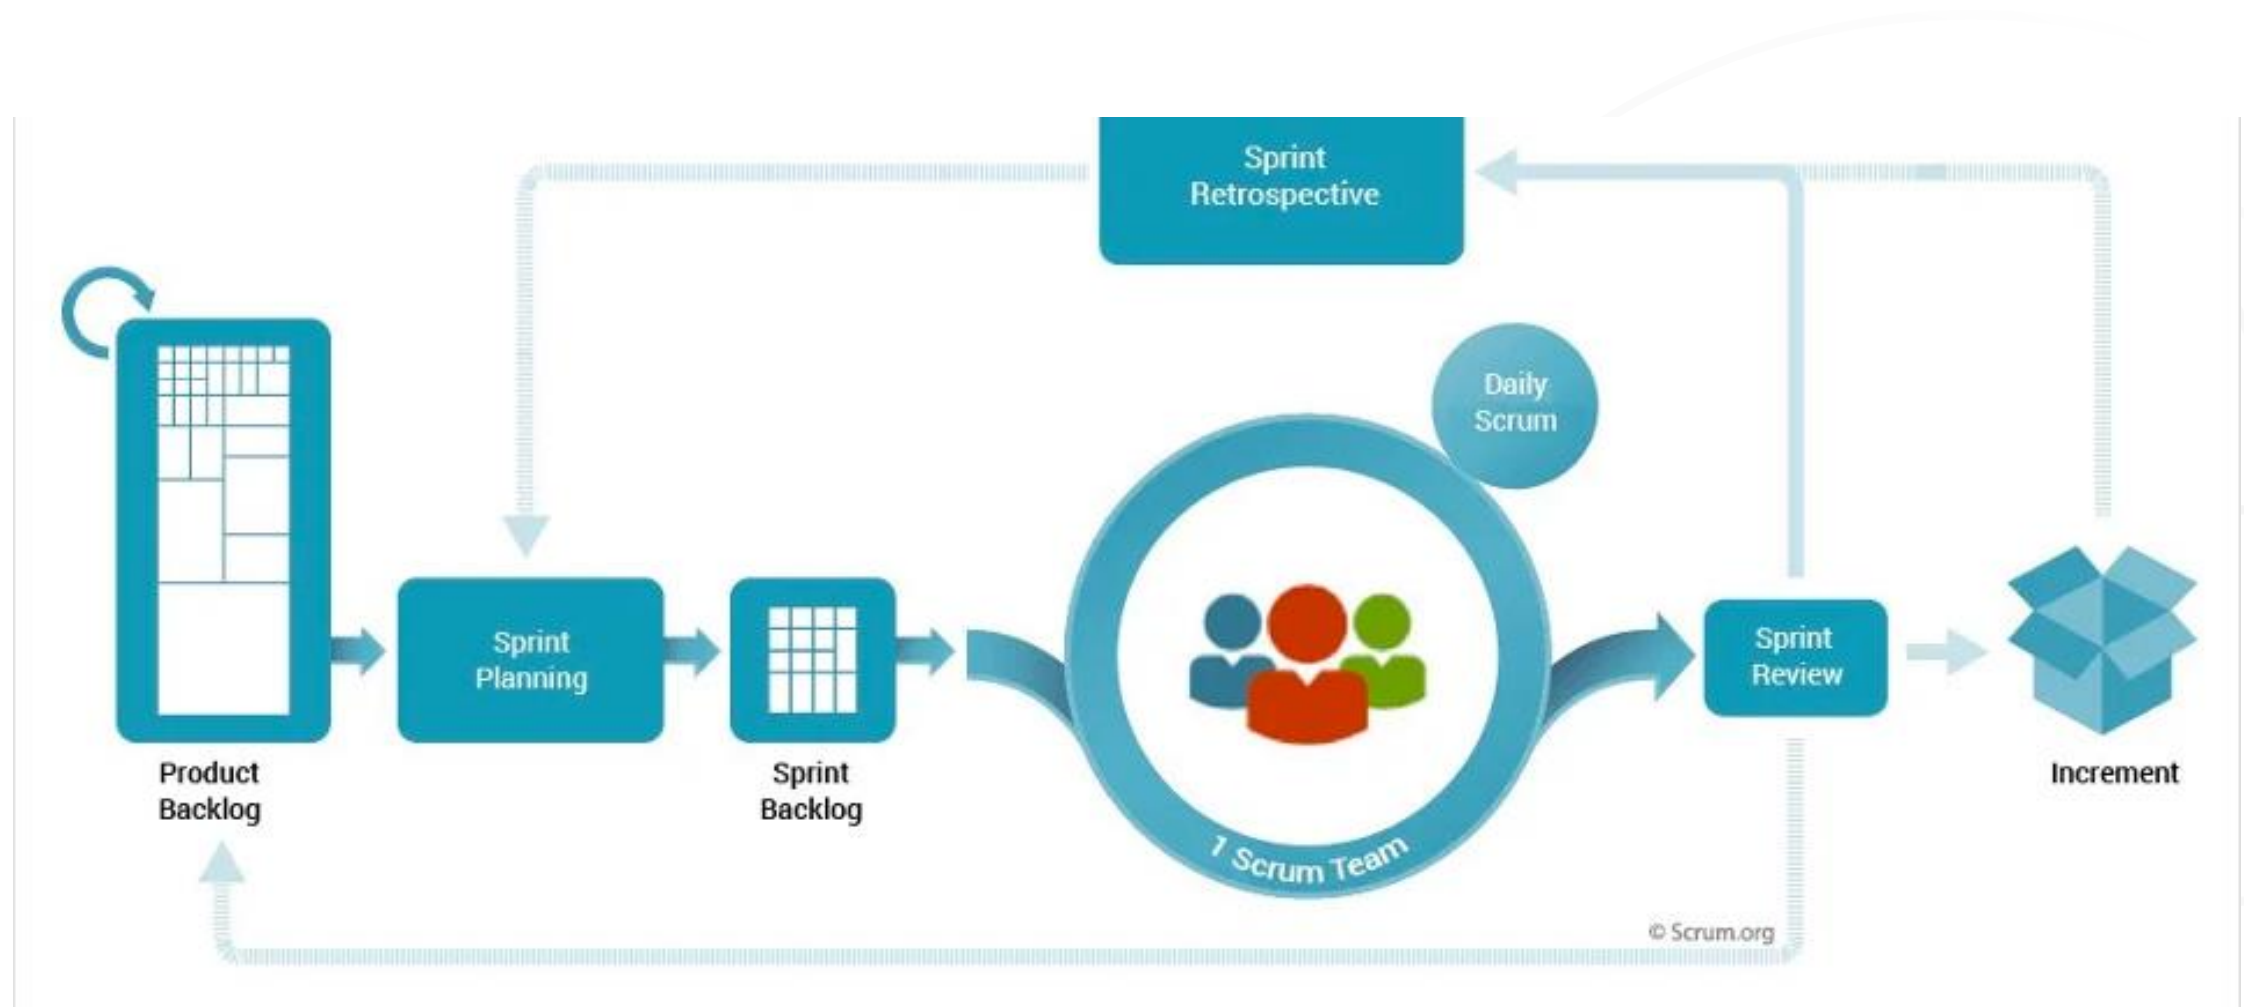 Sprint
Retrospective
Daily
Scrum
Sprint
Planning
Sprint
Review
Product
Backlog
Sprint
Backlog
Increment
1 Scrum Team
© Scrum.org